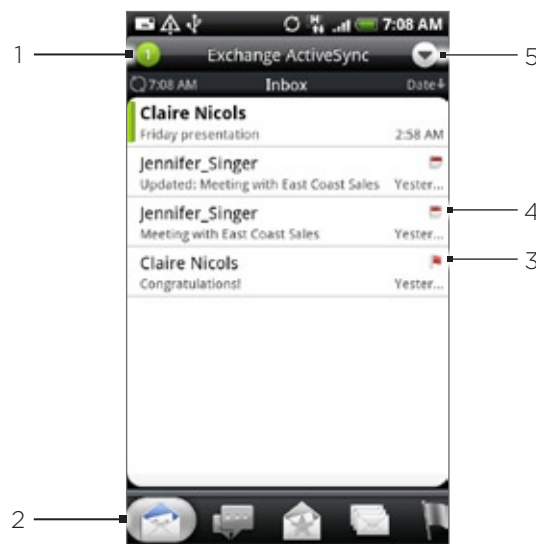 7:08 AM
1
1
Exchange ActiveSync
5
7:08 AM Inbox Date
Claire Nicols
Friday presentation 2:58 AM
Jennifer_Singer
Updated: Meeting with East Coast Sales Yester...
Jennifer_Singer
4
Meeting with East Coast Sales Yester...
Claire Nicols
3
Congratulations! Yester...
2